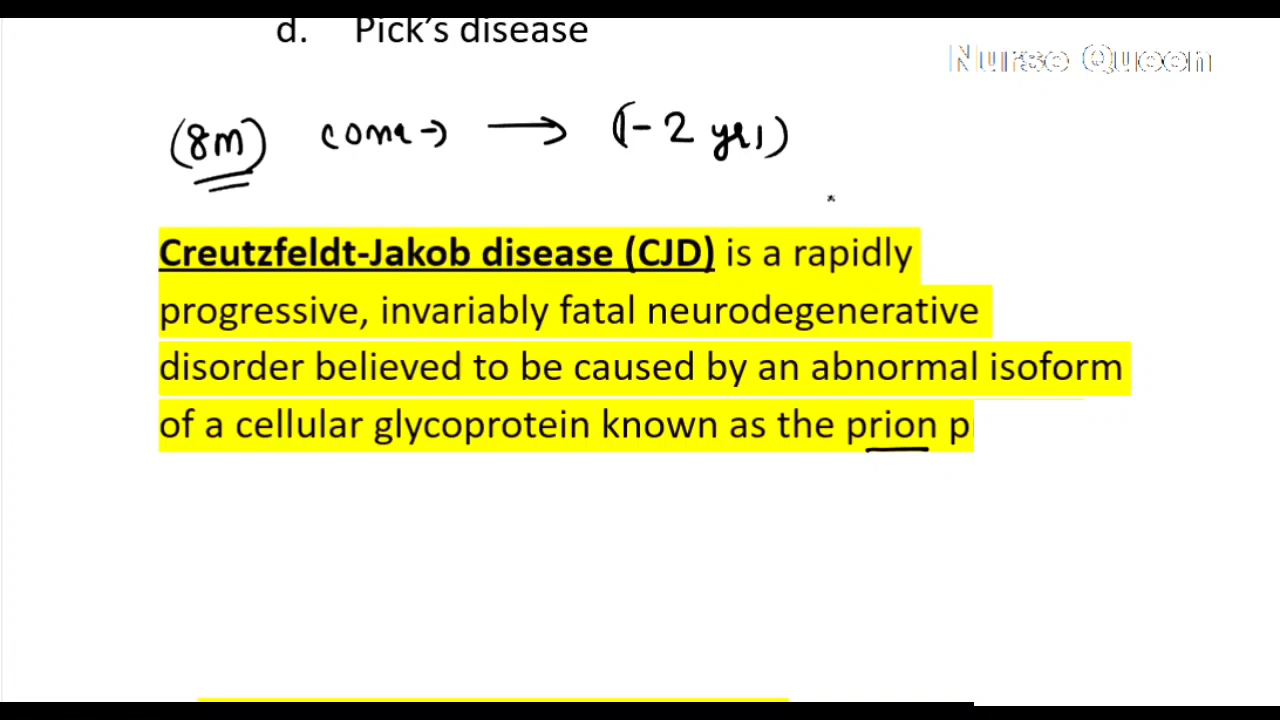 d. Pick's disease
Nurse Queen
(8m) coma → → (1-2 yrs)
Creutzfeldt-Jakob disease (CJD) is a rapidly
progressive, invariably fatal neurodegenerative
disorder believed to be caused by an abnormal isoform
of a cellular glycoprotein known as the prion p